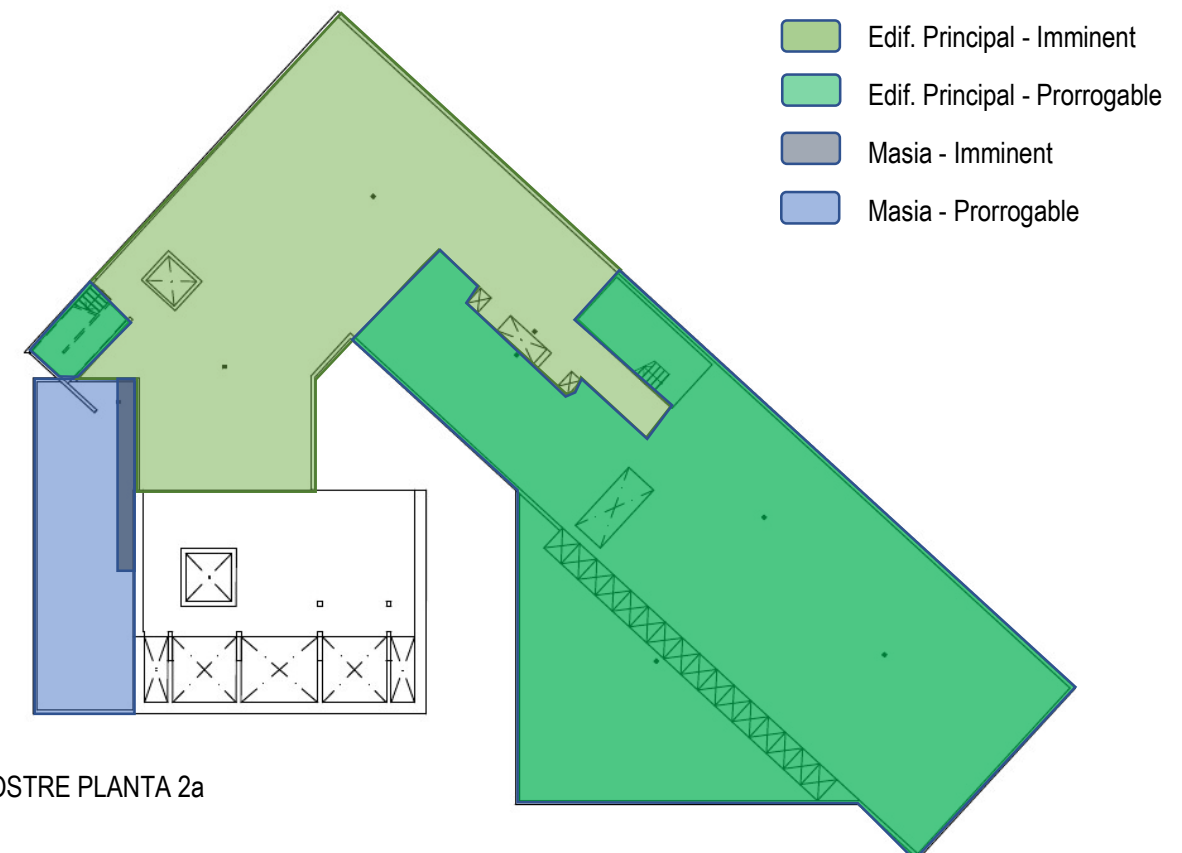 Edif. Principal - Imminent
Edif. Principal - Prorrogable
Masia - Imminent
Masia - Prorrogable
OSTRE PLANTA 2a